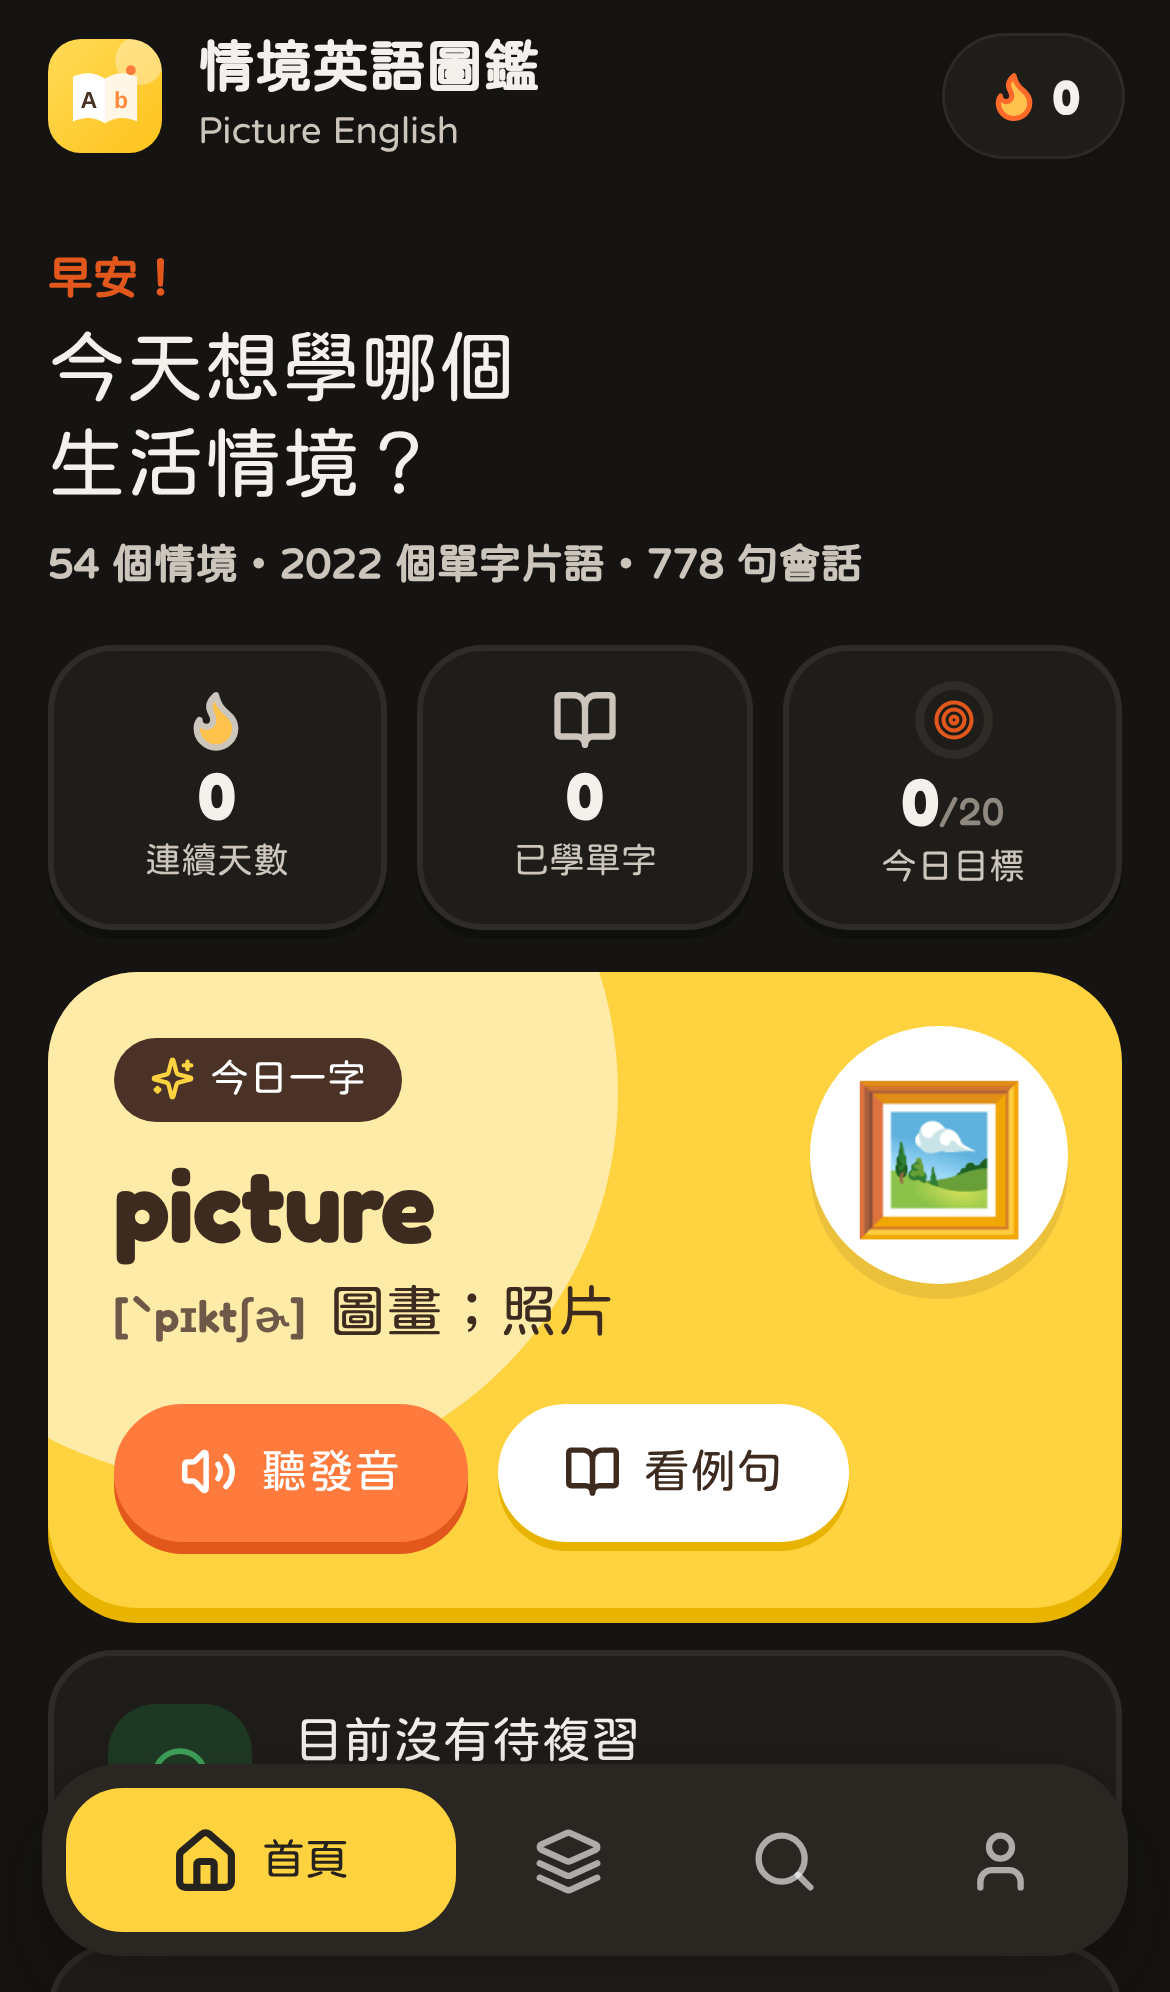 A b
情境英語圖鑑
Picture English
0
早安！
今天想學哪個
生活情境？
54 個情境・2022 個單字片語・778 句會話
0
連續天數
0
已學單字
0/20
今日目標
今日一字
picture
[ˋpɪktʃɚ] 圖畫；照片
聽發音
看例句
目前沒有待複習
首頁